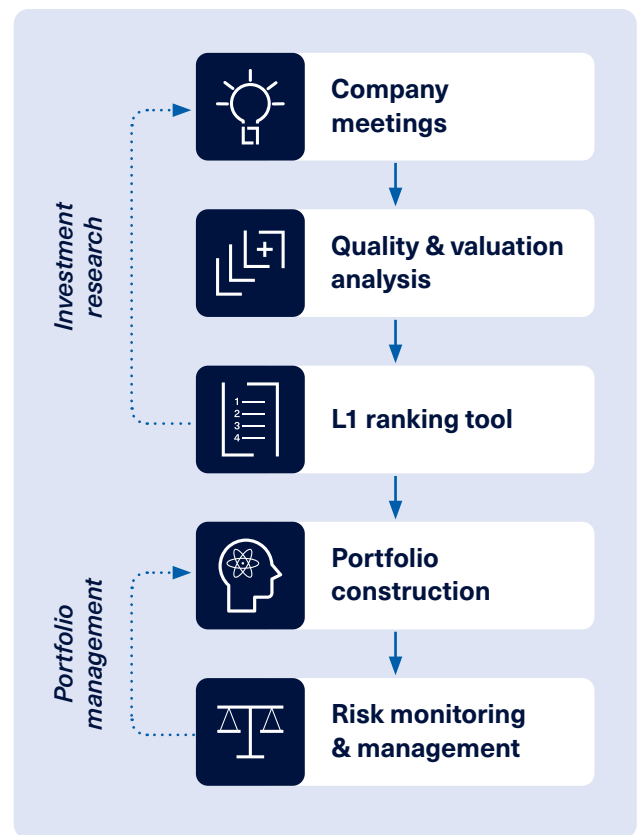 Company
meetings
Investment
research
Quality & valuation
analysis
1
2
3
4
L1 ranking tool
Portfolio
construction
Portfolio
management
Risk monitoring
& management